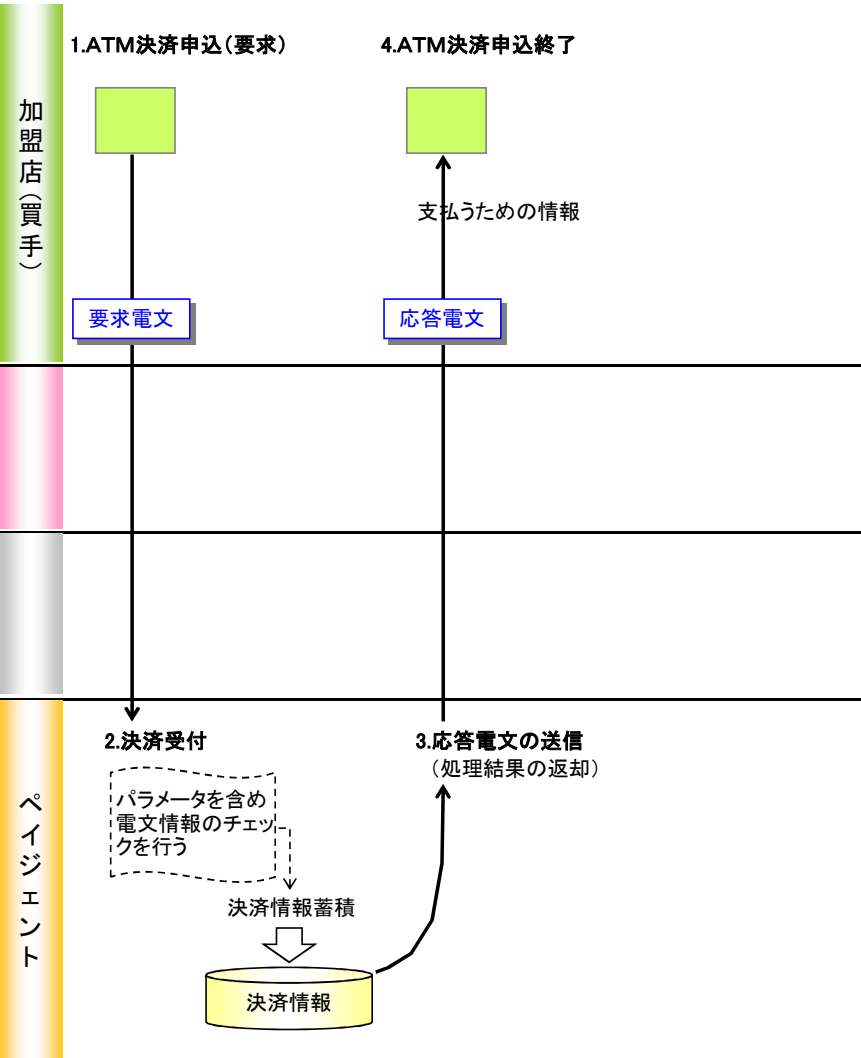 1.ATM決済申込（要求）
4.ATM決済申込終了
加盟店（買手）
支払うための情報
要求電文
応答電文
2.決済受付
3.応答電文の送信
（処理結果の返却）
パラメータを含め
電文情報のチェッ
クを行う
ペイジェント
決済情報蓄積
決済情報